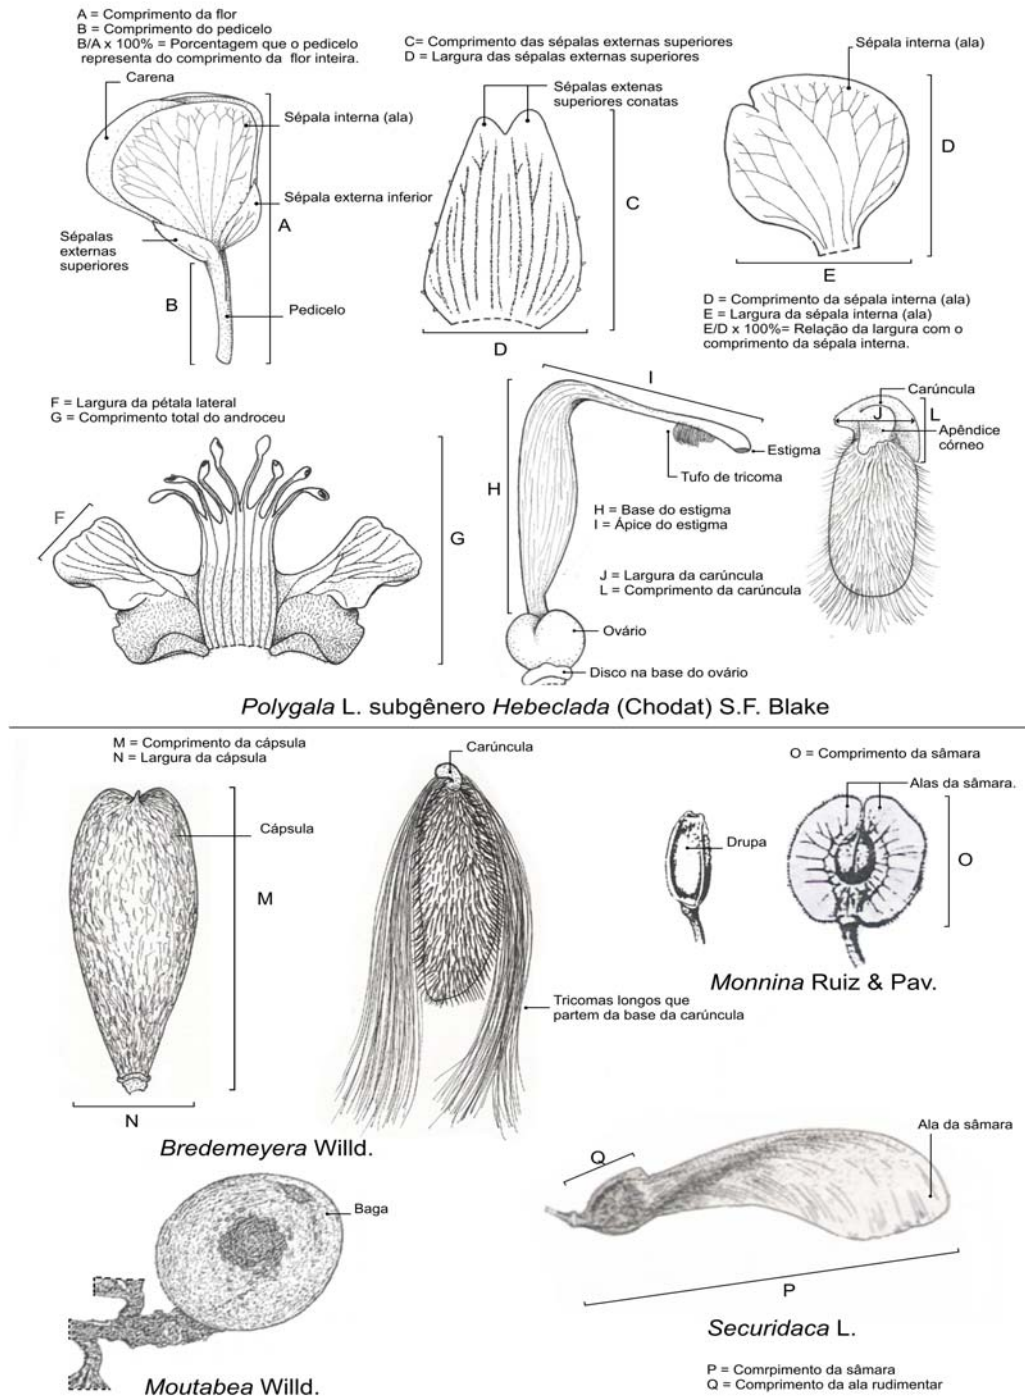 A = Comprimento da flor
B = Comprimento do pedicelo
B/A x 100% = Porcentagem que o pedicelo
representa do comprimento da flor inteira.
Carena
Sépala interna (ala)
Sépala externa inferior
A
Sépalas
externas
superiores
B
Pedicelo
C= Comprimento das sépalas externas superiores
D = Largura das sépalas externas superiores
Sépalas extenas
superiores conatas
C
D
Sépala interna (ala)
D
E
D = Comprimento da sépala interna (ala)
E = Largura da sépala interna (ala)
E/D x 100%= Relação da largura com o
comprimento da sépala interna.
F = Largura da pétala lateral
G = Comprimento total do androceu
F
G
I
H
Estigma
Tufo de tricoma
H = Base do estigma
I = Ápice do estigma
J = Largura da carúncula
L = Comprimento da carúncula
Ovário
Disco na base do ovário
Carúncula
J
L
Apêndice
córneo
Polygala L. subgênero Hebeclada (Chodat) S.F. Blake
M = Comprimento da cápsula
N = Largura da cápsula
Cápsula
M
N
Carúncula
Tricomas longos que
partem da base da carúncula
Bredemeyera Willd.
O = Comprimento da sâmara
Alas da sâmara.
Drupa
O
Monnina Ruiz & Pav.
Baga
Moutabea Willd.
Ala da sâmara
Q
P
Securidaca L.
P = Comrpimento da sâmara
Q = Comprimento da ala rudimentar